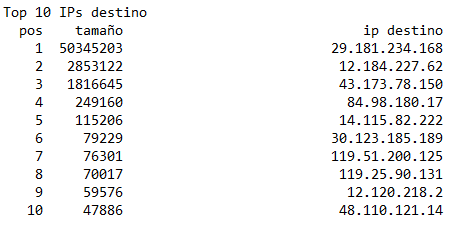 Top 10 IPs destino
pos tamaño ip destino
1 50345203 29.181.234.168
2 2853122 12.184.227.62
3 1816645 43.173.78.150
4 249160 84.98.180.17
5 115206 14.115.82.222
6 79229 30.123.185.189
7 76301 119.51.200.125
8 70017 119.25.90.131
9 59576 12.120.218.2
10 47886 48.110.121.14